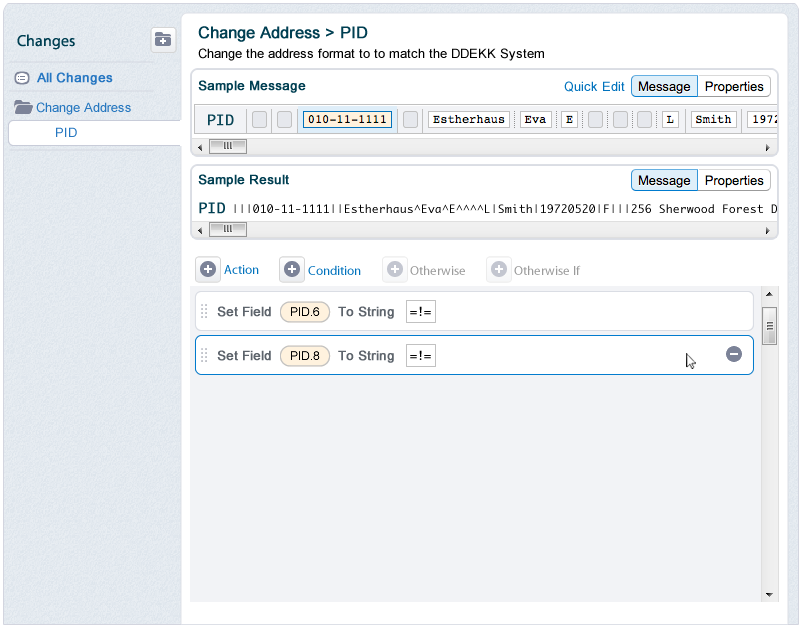 Changes
All Changes
Change Address
PID
Change Address > PID
Change the address format to to match the DDEKK System
Sample Message
Quick Edit Message Properties
PID 010-11-1111 Estherhaus Eva E L Smith 1972
Sample Result
Message Properties
PID |||010-11-1111||Estherhaus^Eva^E^^^^L|Smith|19720520|F|||256 Sherwood Forest D
Action Condition Otherwise Otherwise If
Set Field PID.6 To String =!=
Set Field PID.8 To String =!=